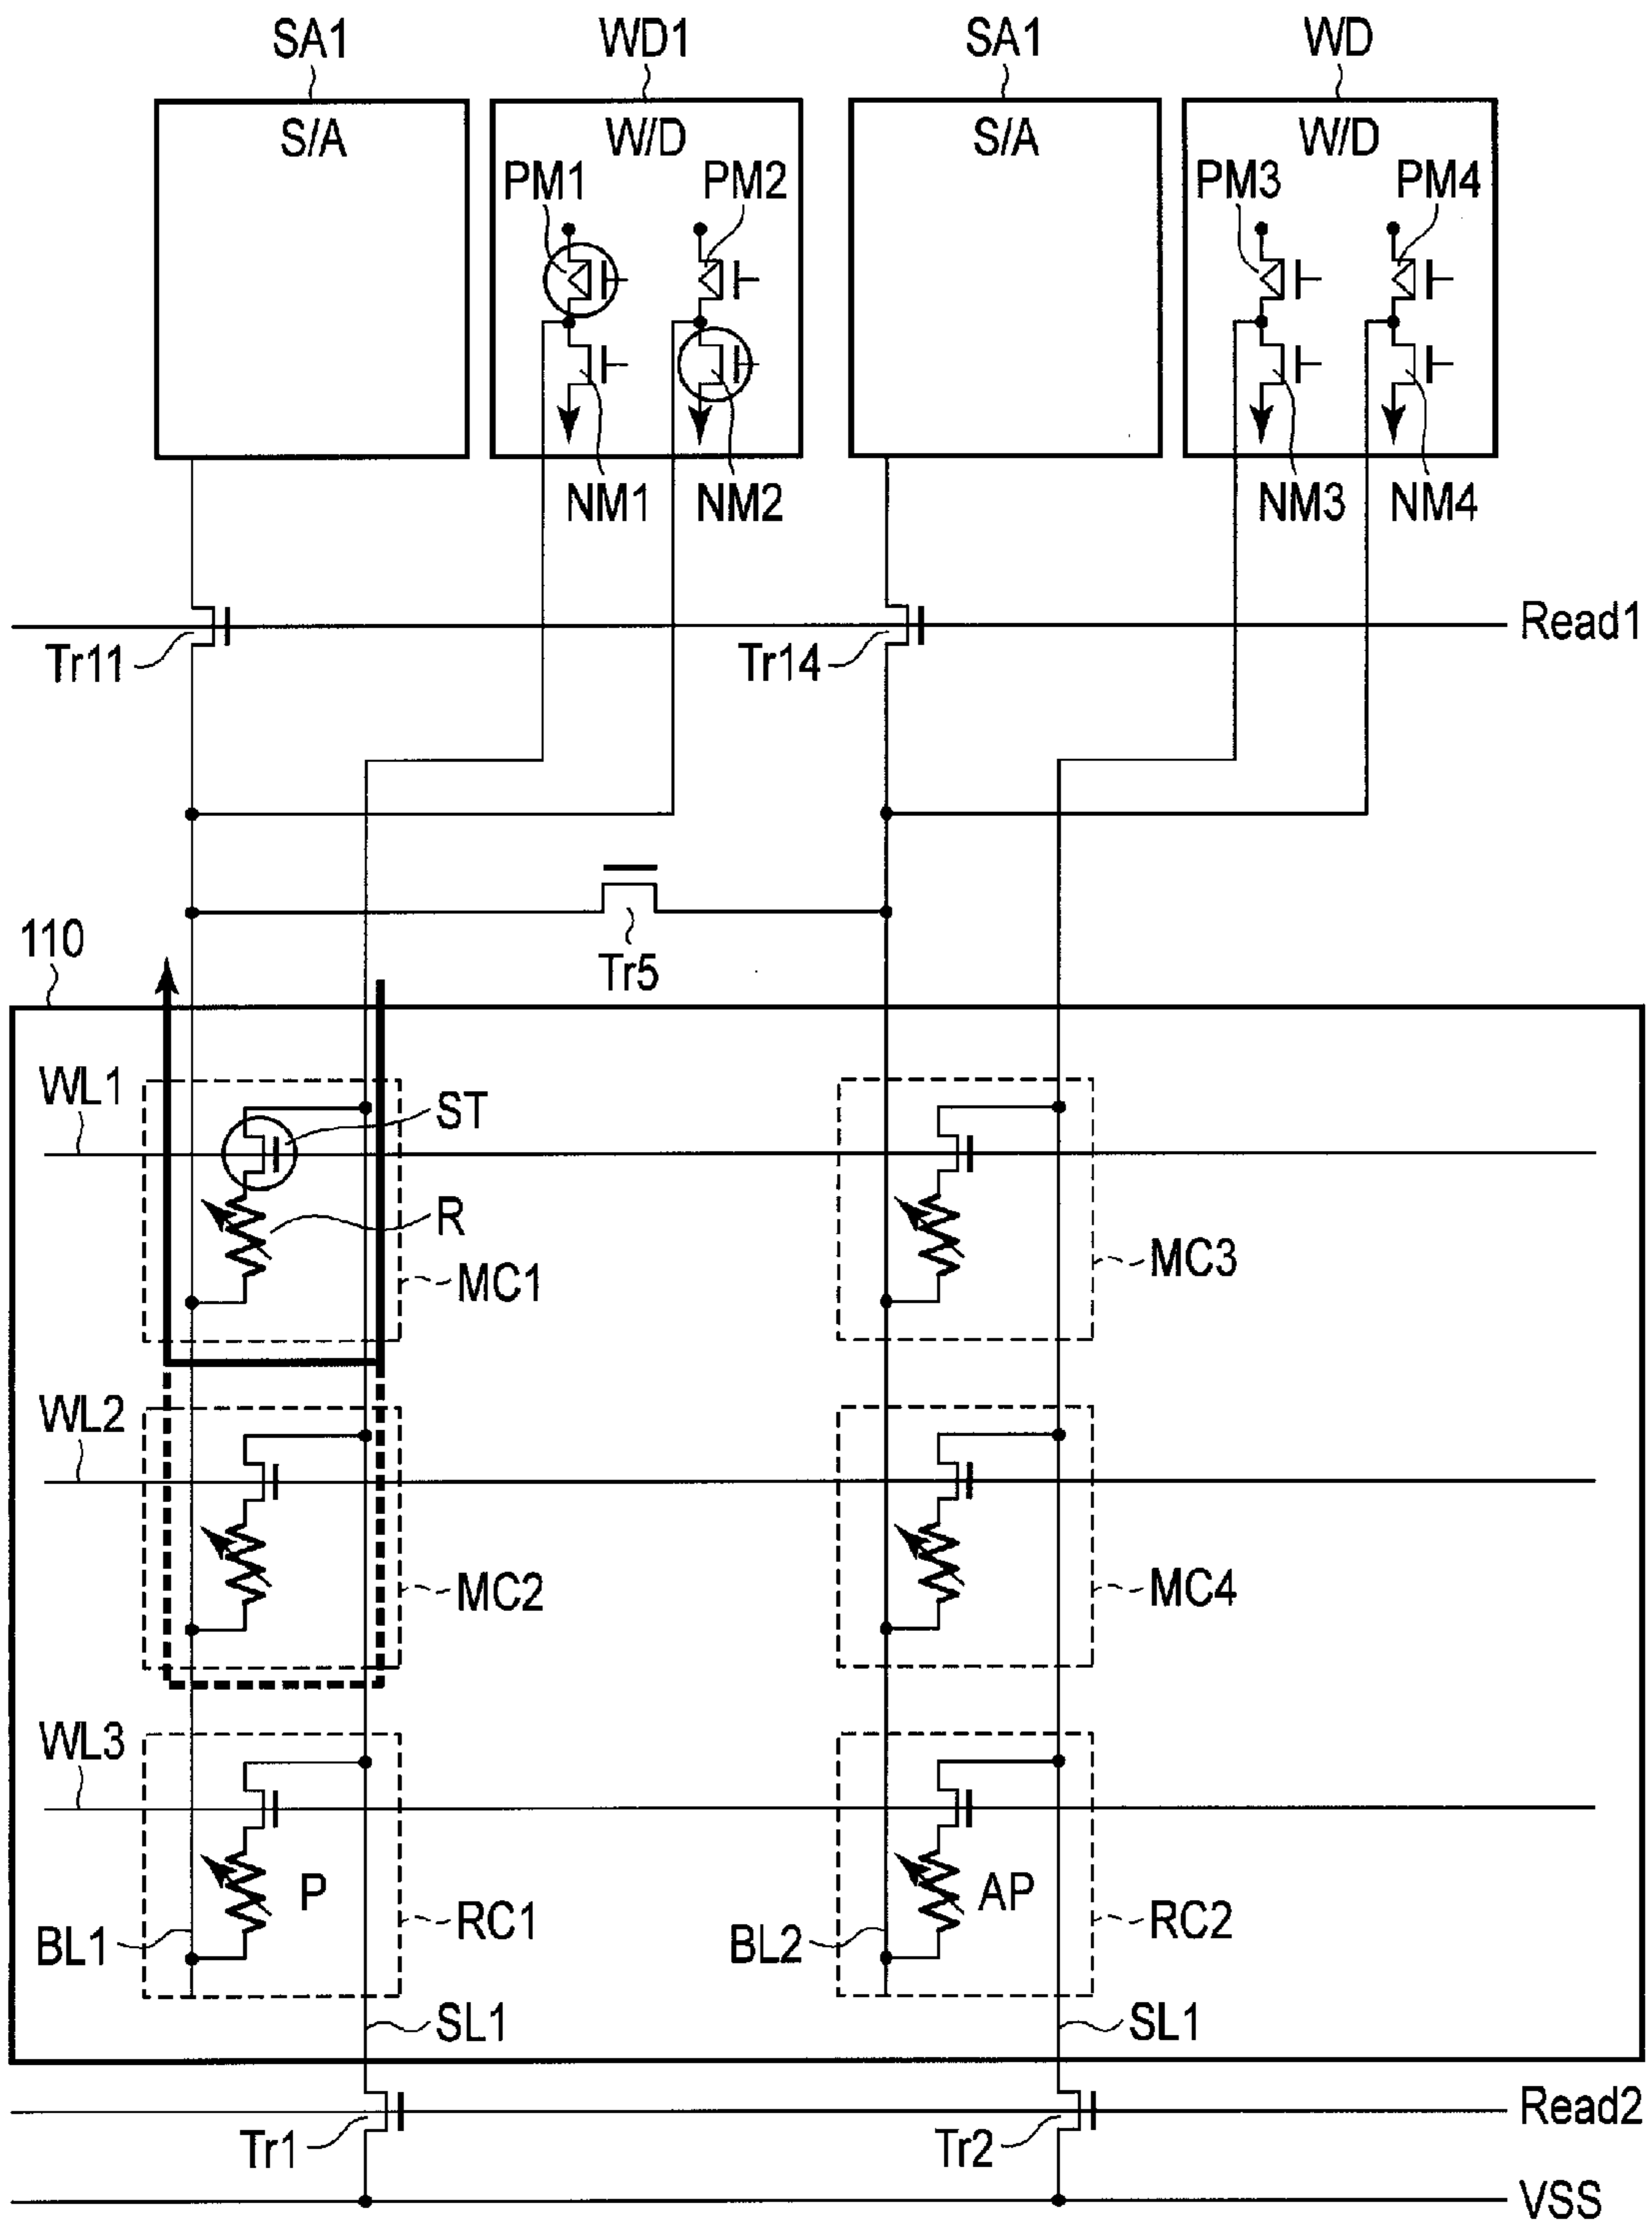 SA1 WD1 SA1 WD
S/A W/D S/A W/D
PM1 PM2 PM3 PM4
NM1 NM2 NM3 NM4
Read1
Tr11 Tr14
Tr5
110
WL1 ST
R
MC1 MC3
WL2
MC2 MC4
WL3
P AP
RC1 RC2
BL1 BL2
SL1 SL1
Read2
Tr1 Tr2
VSS